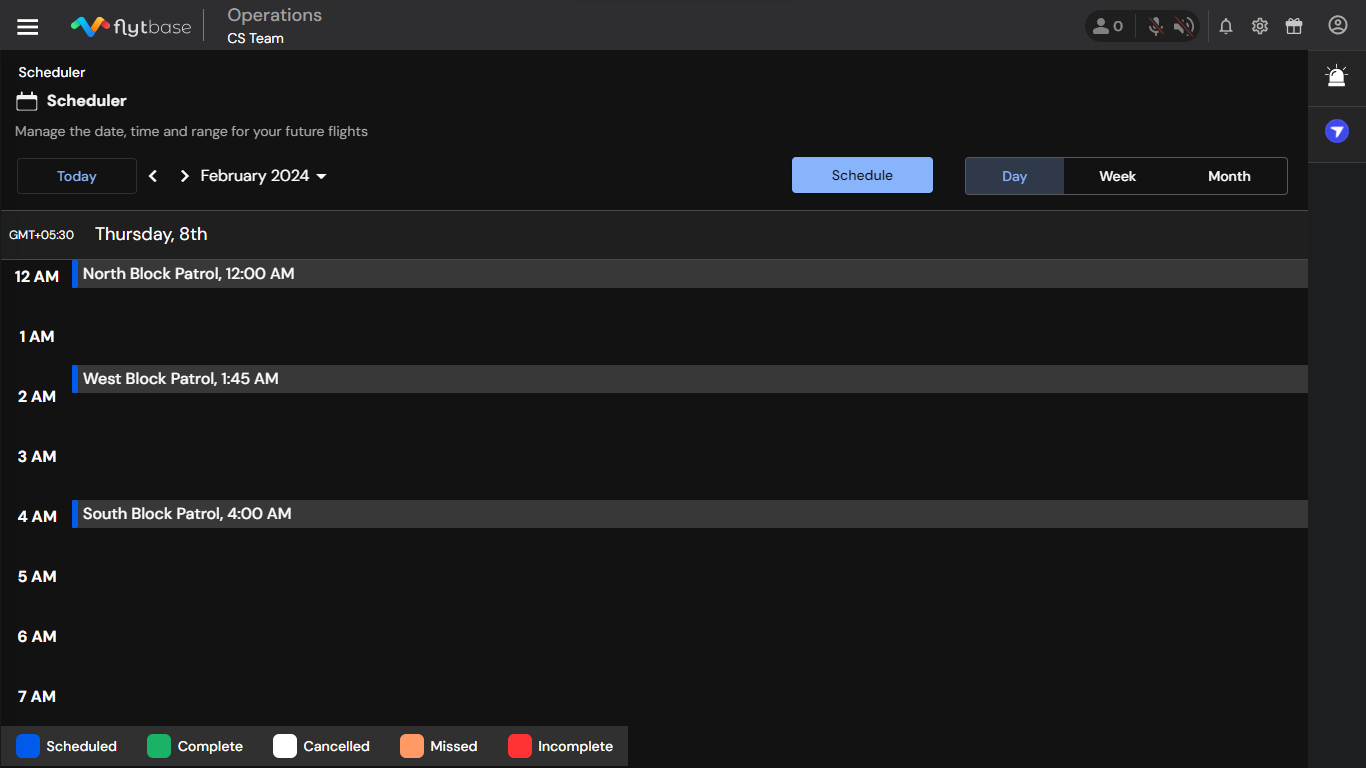 flytbase
Operations
CS Team
0
Scheduler
Scheduler
Manage the date, time and range for your future flights
Today
February 2024
Schedule
Day
Week
Month
GMT+05:30
Thursday, 8th
12 AM
North Block Patrol, 12:00 AM
1 AM
West Block Patrol, 1:45 AM
2 AM
3 AM
4 AM
South Block Patrol, 4:00 AM
5 AM
6 AM
7 AM
Scheduled
Complete
Cancelled
Missed
Incomplete